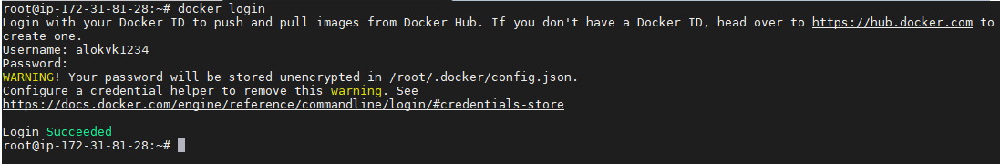 root@ip-172-31-81-28:~# docker login
Login with your Docker ID to push and pull images from Docker Hub. If you don't have a Docker ID, head over to https://hub.docker.com to
create one.
Username: alokvk1234
Password:
WARNING! Your password will be stored unencrypted in /root/.docker/config.json.
Configure a credential helper to remove this warning. See
https://docs.docker.com/engine/reference/commandline/login/#credentials-store
Login Succeeded
root@ip-172-31-81-28:~#